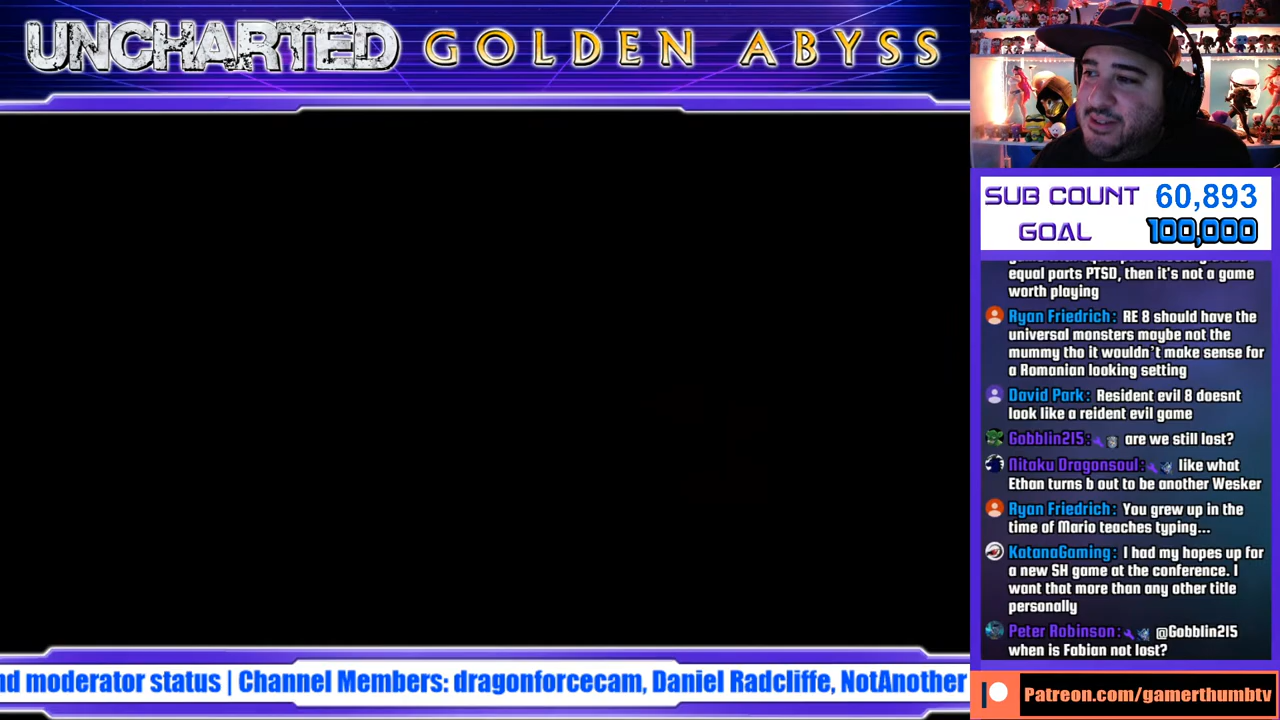 UNCHARTED GOLDEN ABYSS
SUB COUNT 60,893
GOAL 100,000
equal parts PTSD, then it's not a game
worth playing
Ryan Friedrich: RE 8 should have the
universal monsters maybe not the
mummy tho it wouldn't make sense for
a Romanian looking setting
David Park: Resident evil 8 doesnt
look like a reident evil game
Gobblin215: are we still lost?
Nitaku Dragonsoul: like what
Ethan turns b out to be another Wesker
Ryan Friedrich: You grew up in the
time of Mario teaches typing...
KatanaGaming: I had my hopes up for
a new SH game at the conference. I
want that more than any other title
personally
Peter Robinson: @Gobblin215
when is Fabian not lost?
nd moderator status | Channel Members: dragonforcecam, Daniel Radcliffe, NotAnother
Patreon.com/gamerthumbtv